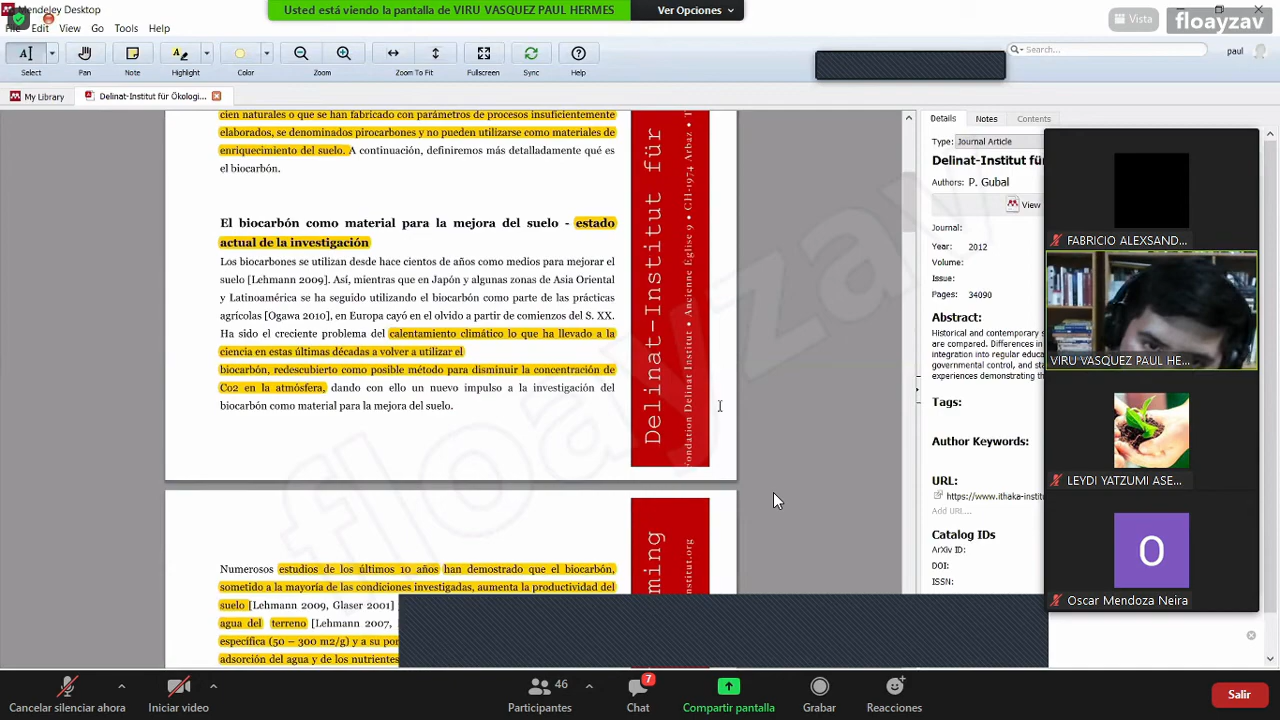 Mendeley Desktop
Usted está viendo la pantalla de VIRU VASQUEZ PAUL HERMES
Ver Opciones
Vista
floayzav
File Edit View Go Tools Help
Select
Pan
Note
Highlight
Color
Zoom
Zoom To Fit
Fullscreen
Sync
Help
Search...
paul
My Library
Delinat-Institut für Ökologi...
cien naturales o que se han fabricado con parámetros de procesos insuficientemente
elaborados, se denominados pirocarbones y no pueden utilizarse como materiales de
enriquecimiento del suelo. A continuación, definiremos más detalladamente qué es
el biocarbón.
El biocarbón como material para la mejora del suelo - estado
actual de la investigación
Los biocarbones se utilizan desde hace cientos de años como medios para mejorar el
suelo [Lehmann 2009]. Así, mientras que en Japón y algunas zonas de Asia Oriental
y Latinoamérica se ha seguido utilizando el biocarbón como parte de las prácticas
agrícolas [Ogawa 2010], en Europa cayó en el olvido a partir de comienzos del S. XX.
Ha sido el creciente problema del calentamiento climático lo que ha llevado a la
ciencia en estas últimas décadas a volver a utilizar el
biocarbón, redescubierto como posible método para disminuir la concentración de
Co2 en la atmósfera, dando con ello un nuevo impulso a la investigación del
biocarbón como material para la mejora del suelo.
Delinat-Institut für
Fondation Delinat Institut • Ancienne Eglise 9 • CH-1974 Arbaz • T
Numerosos estudios de los últimos 10 años han demostrado que el biocarbón,
sometido a la mayoría de las condiciones investigadas, aumenta la productividad del
suelo [Lehmann 2009, Glaser 2001]
agua del terreno [Lehmann 2007,
específica (50 – 300 m2/g) y a su por
adsorción del agua y de los nutrientes
ming
nstitut.org
Details
Notes
Contents
Type: Journal Article
Delinat-Institut fü
Authors: P. Gubal
View
Journal:
Year: 2012
Volume:
Issue:
Pages: 34090
Abstract:
Historical and contemporary s
are compared. Differences in
integration into regular educa
governmental control, and st
experiences demonstrating th
Tags:
Author Keywords:
URL:
https://www.ithaka-instit
Add URL...
Catalog IDs
ArXiv ID:
DOI:
ISSN:
FABRICIO ALEXSAND...
VIRU VASQUEZ PAUL HE...
LEYDI YATZUMI ASE...
O
Oscar Mendoza Neira
floayzav
Cancelar silenciar ahora
Iniciar video
46
Participantes
7
Chat
Compartir pantalla
Grabar
Reacciones
Salir